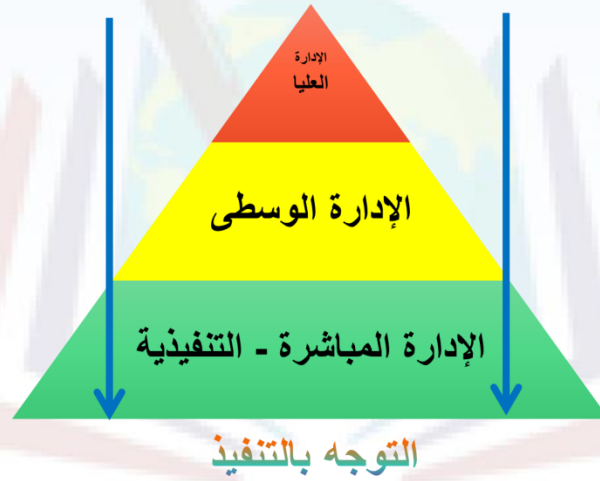 الإدارة
العليا
الإدارة الوسطى
الإدارة المباشرة - التنفيذية
التوجه بالتنفيذ